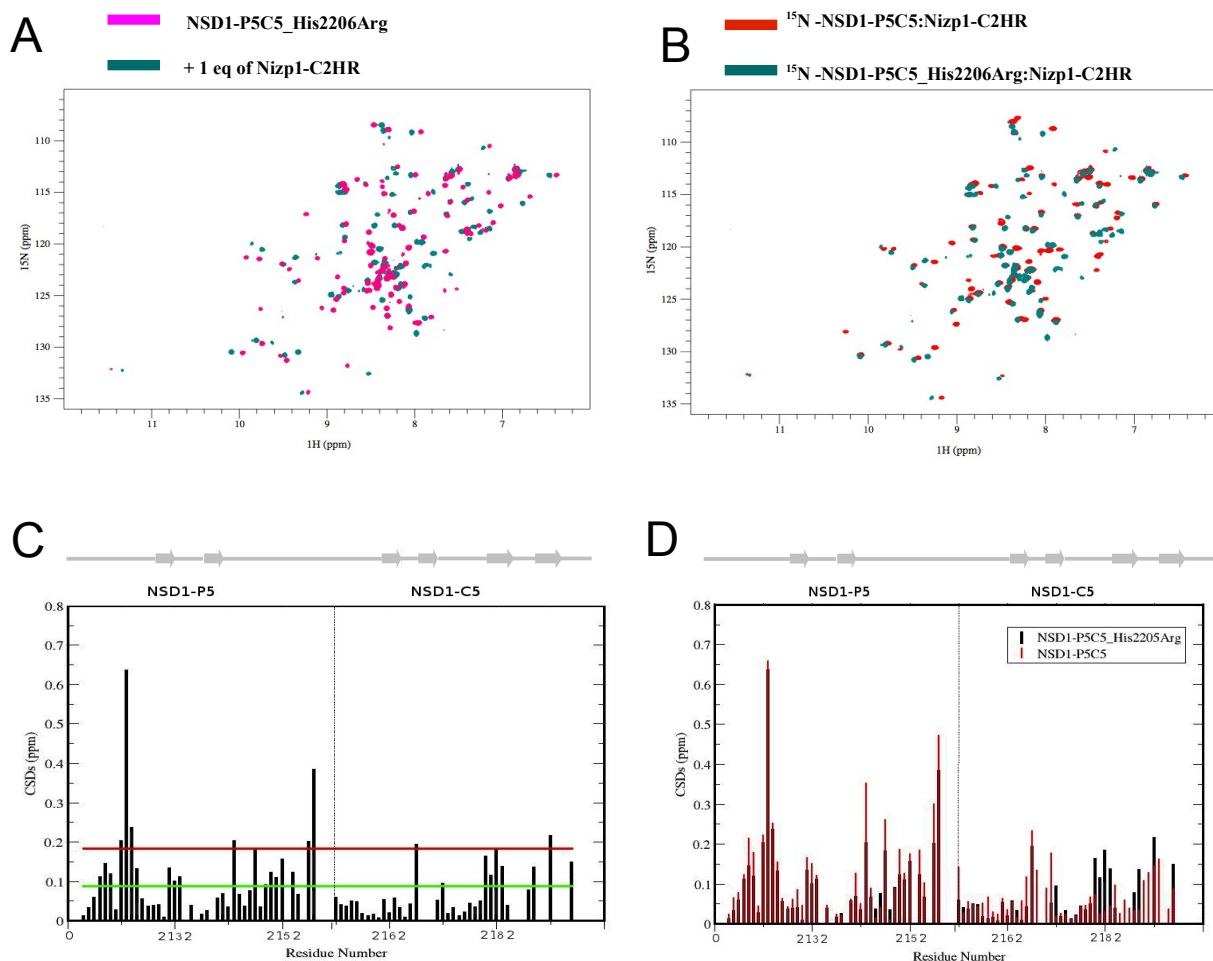 A
NSD1-P5C5_His2206Arg
+ 1 eq of Nizp1-C2HR
110
115
120
125
130
135
15N (ppm)
11 10 9 8 7
1H (ppm)
B
¹⁵N -NSD1-P5C5:Nizp1-C2HR
¹⁵N -NSD1-P5C5_His2206Arg:Nizp1-C2HR
110
115
120
125
130
135
15N (ppm)
11 10 9 8 7
1H (ppm)
C
NSD1-P5 NSD1-C5
0.8
0.7
0.6
0.5
0.4
0.3
0.2
0.1
0
CSDs (ppm)
0 2132 2152 2162 2182
Residue Number
D
NSD1-P5 NSD1-C5
0.8
0.7
0.6
0.5
0.4
0.3
0.2
0.1
0
CSDs (ppm)
NSD1-P5C5_His2205Arg
NSD1-P5C5
0 2132 2152 2162 2182
Residue Number